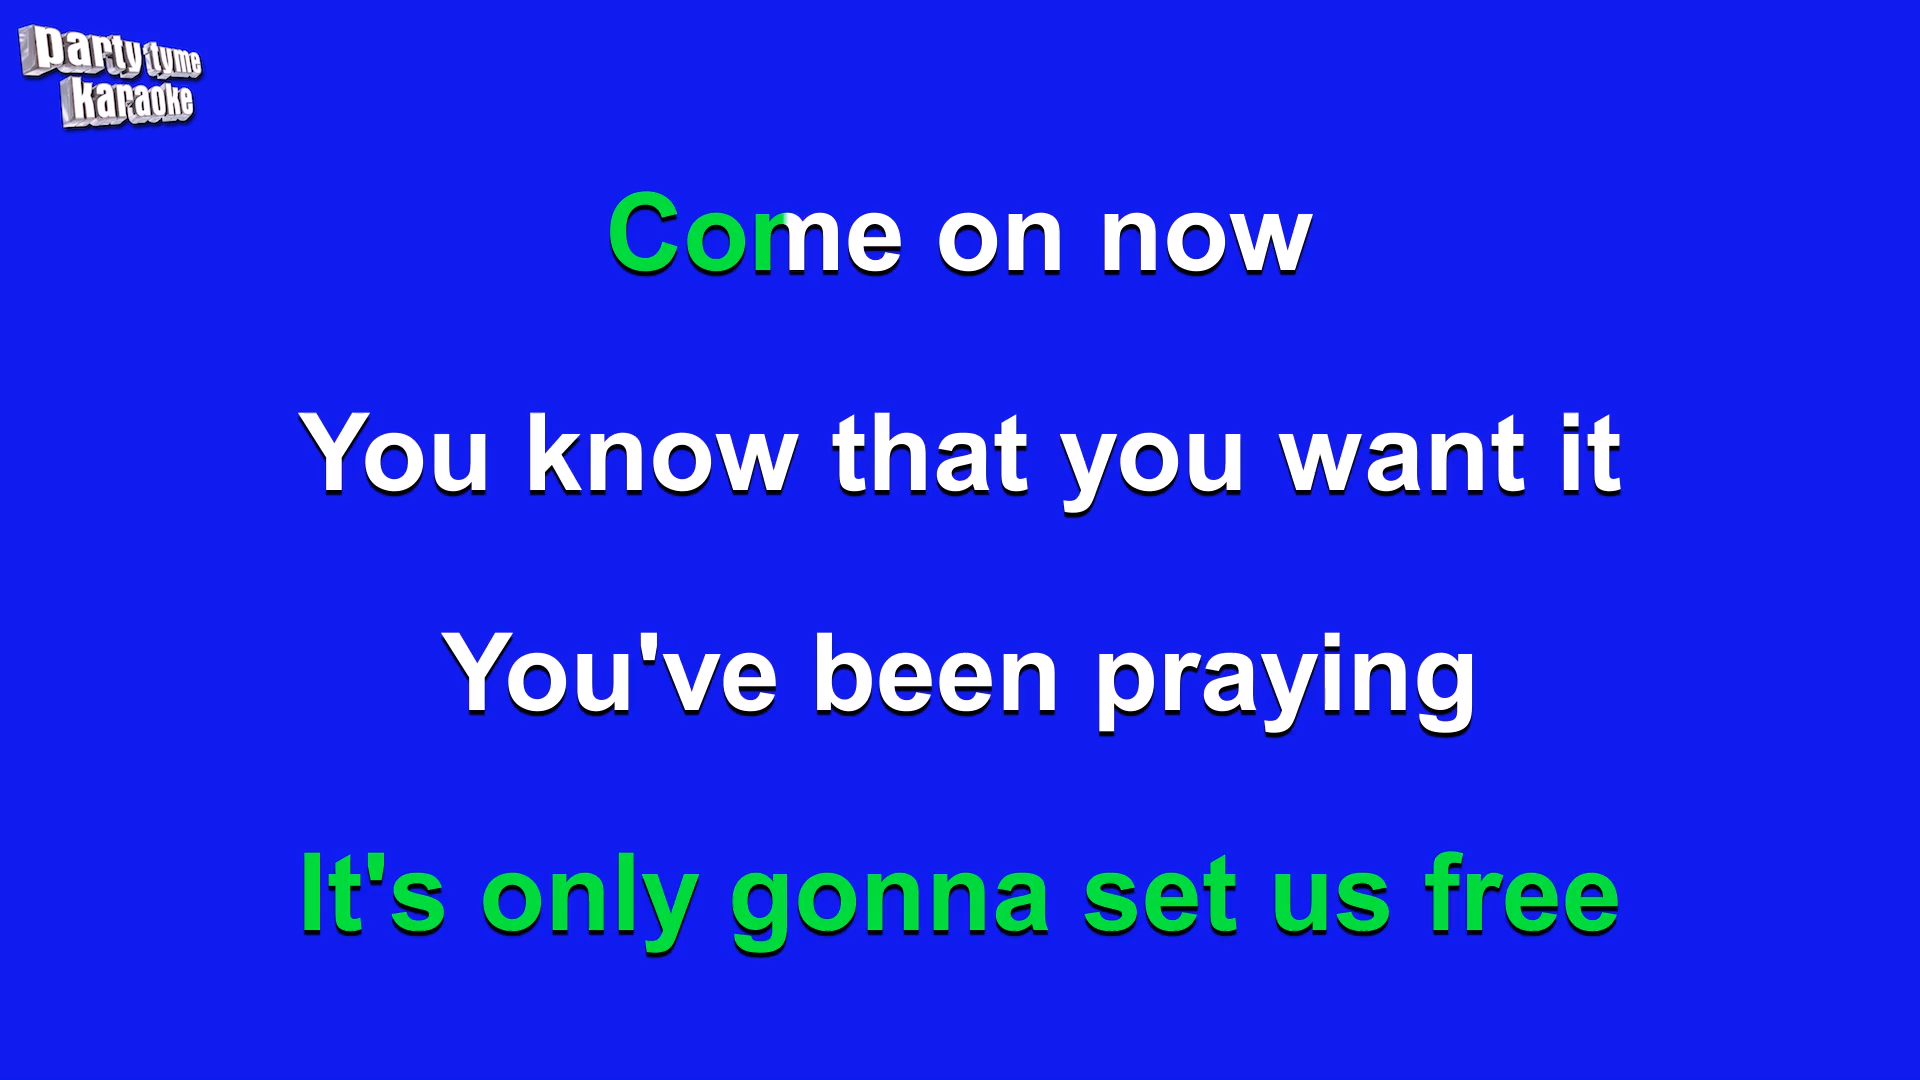 party tyme
karaoke
Come on now
You know that you want it
You've been praying
It's only gonna set us free